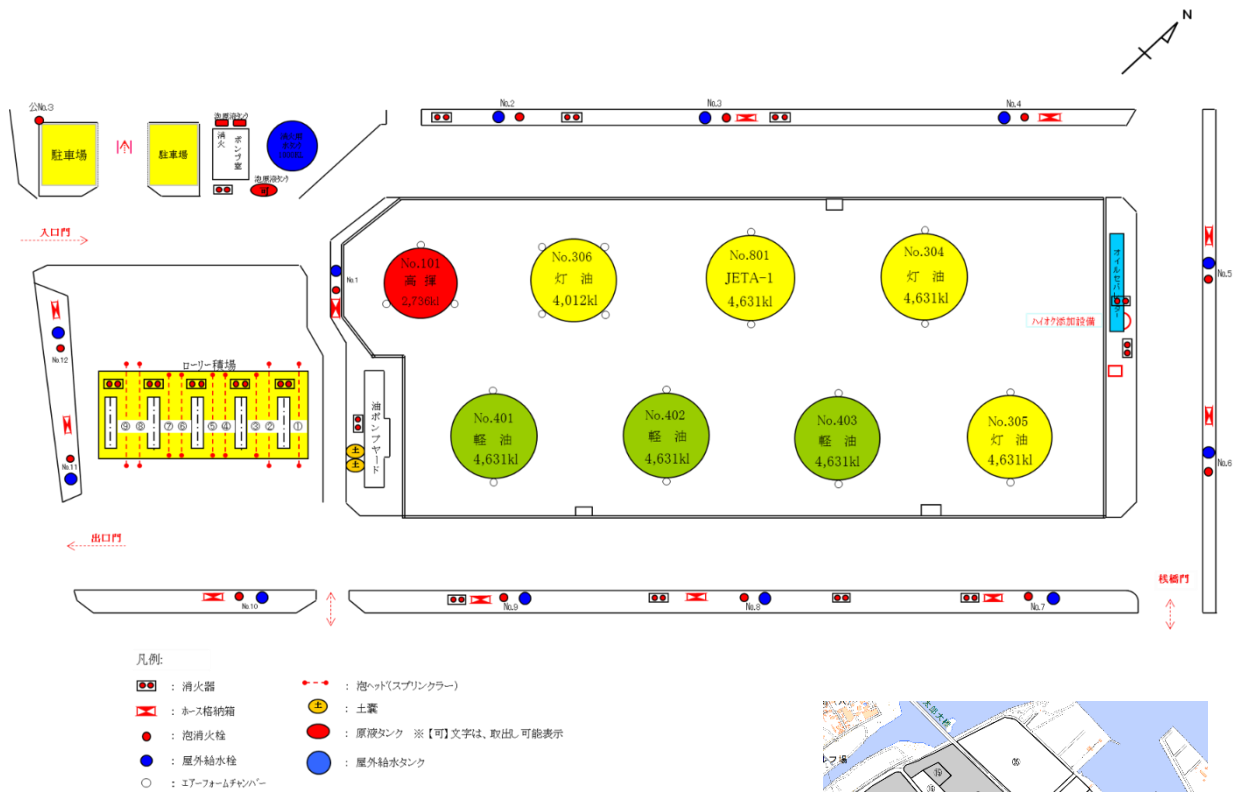 N
公No.3
No.2
No.3
No.4
泡原液タンク
駐車場
駐車場
消火
ポンプ室
泡原液タンク
可
入口門
No.1
No.101
高 揮
2,736kl
No.306
灯 油
4,012kl
No.801
JETA-1
4,631kl
No.304
灯 油
4,631kl
オイルセパレーター
ハイオク添加設備
No.5
No.12
ローリー積場
⑨
⑧
⑦
⑥
⑤
④
③
②
①
No.11
油ポンプヤード
土
土
No.401
軽 油
4,631kl
No.402
軽 油
4,631kl
No.403
軽 油
4,631kl
No.305
灯 油
4,631kl
No.6
出口門
桟橋門
No.10
No.9
No.8
No.7
凡例:
: 消火器
: ホース格納箱
: 泡消火栓
: 屋外給水栓
: エアーフォームチャンバー
: 泡ヘッド(スプリンクラー)
土 : 土嚢
: 原液タンク ※【可】文字は、取出し可能表示
: 屋外給水タンク